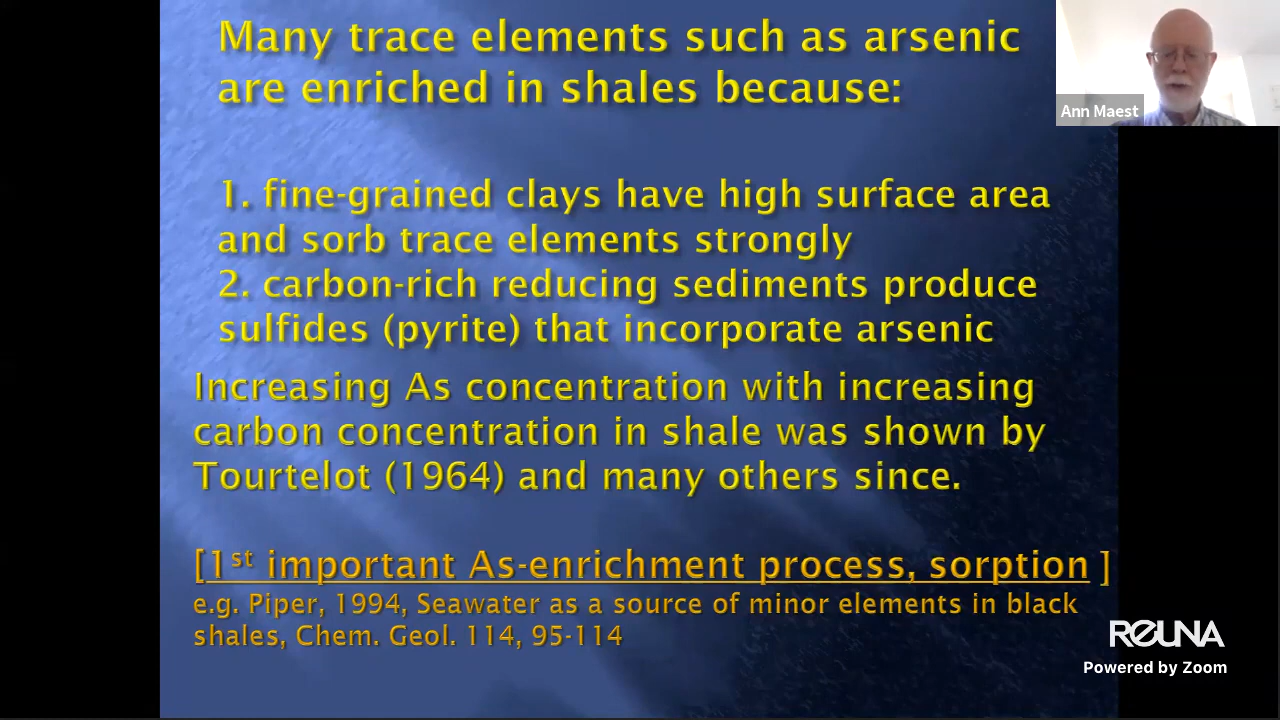 Many trace elements such as arsenic
are enriched in shales because:
Ann Maest
1. fine-grained clays have high surface area
and sorb trace elements strongly
2. carbon-rich reducing sediments produce
sulfides (pyrite) that incorporate arsenic
Increasing As concentration with increasing
carbon concentration in shale was shown by
Tourtelot (1964) and many others since.
[1st important As-enrichment process, sorption ]
e.g. Piper, 1994, Seawater as a source of minor elements in black
shales, Chem. Geol. 114, 95-114
REUNA
Powered by Zoom